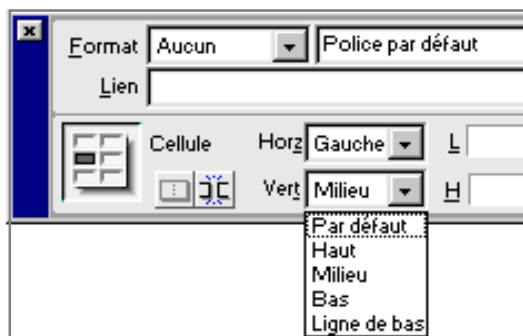 Format Aucun Police par défaut
Lien
Cellule Horz Gauche L
Vert Milieu H
Par défaut
Haut
Milieu
Bas
Ligne de bas